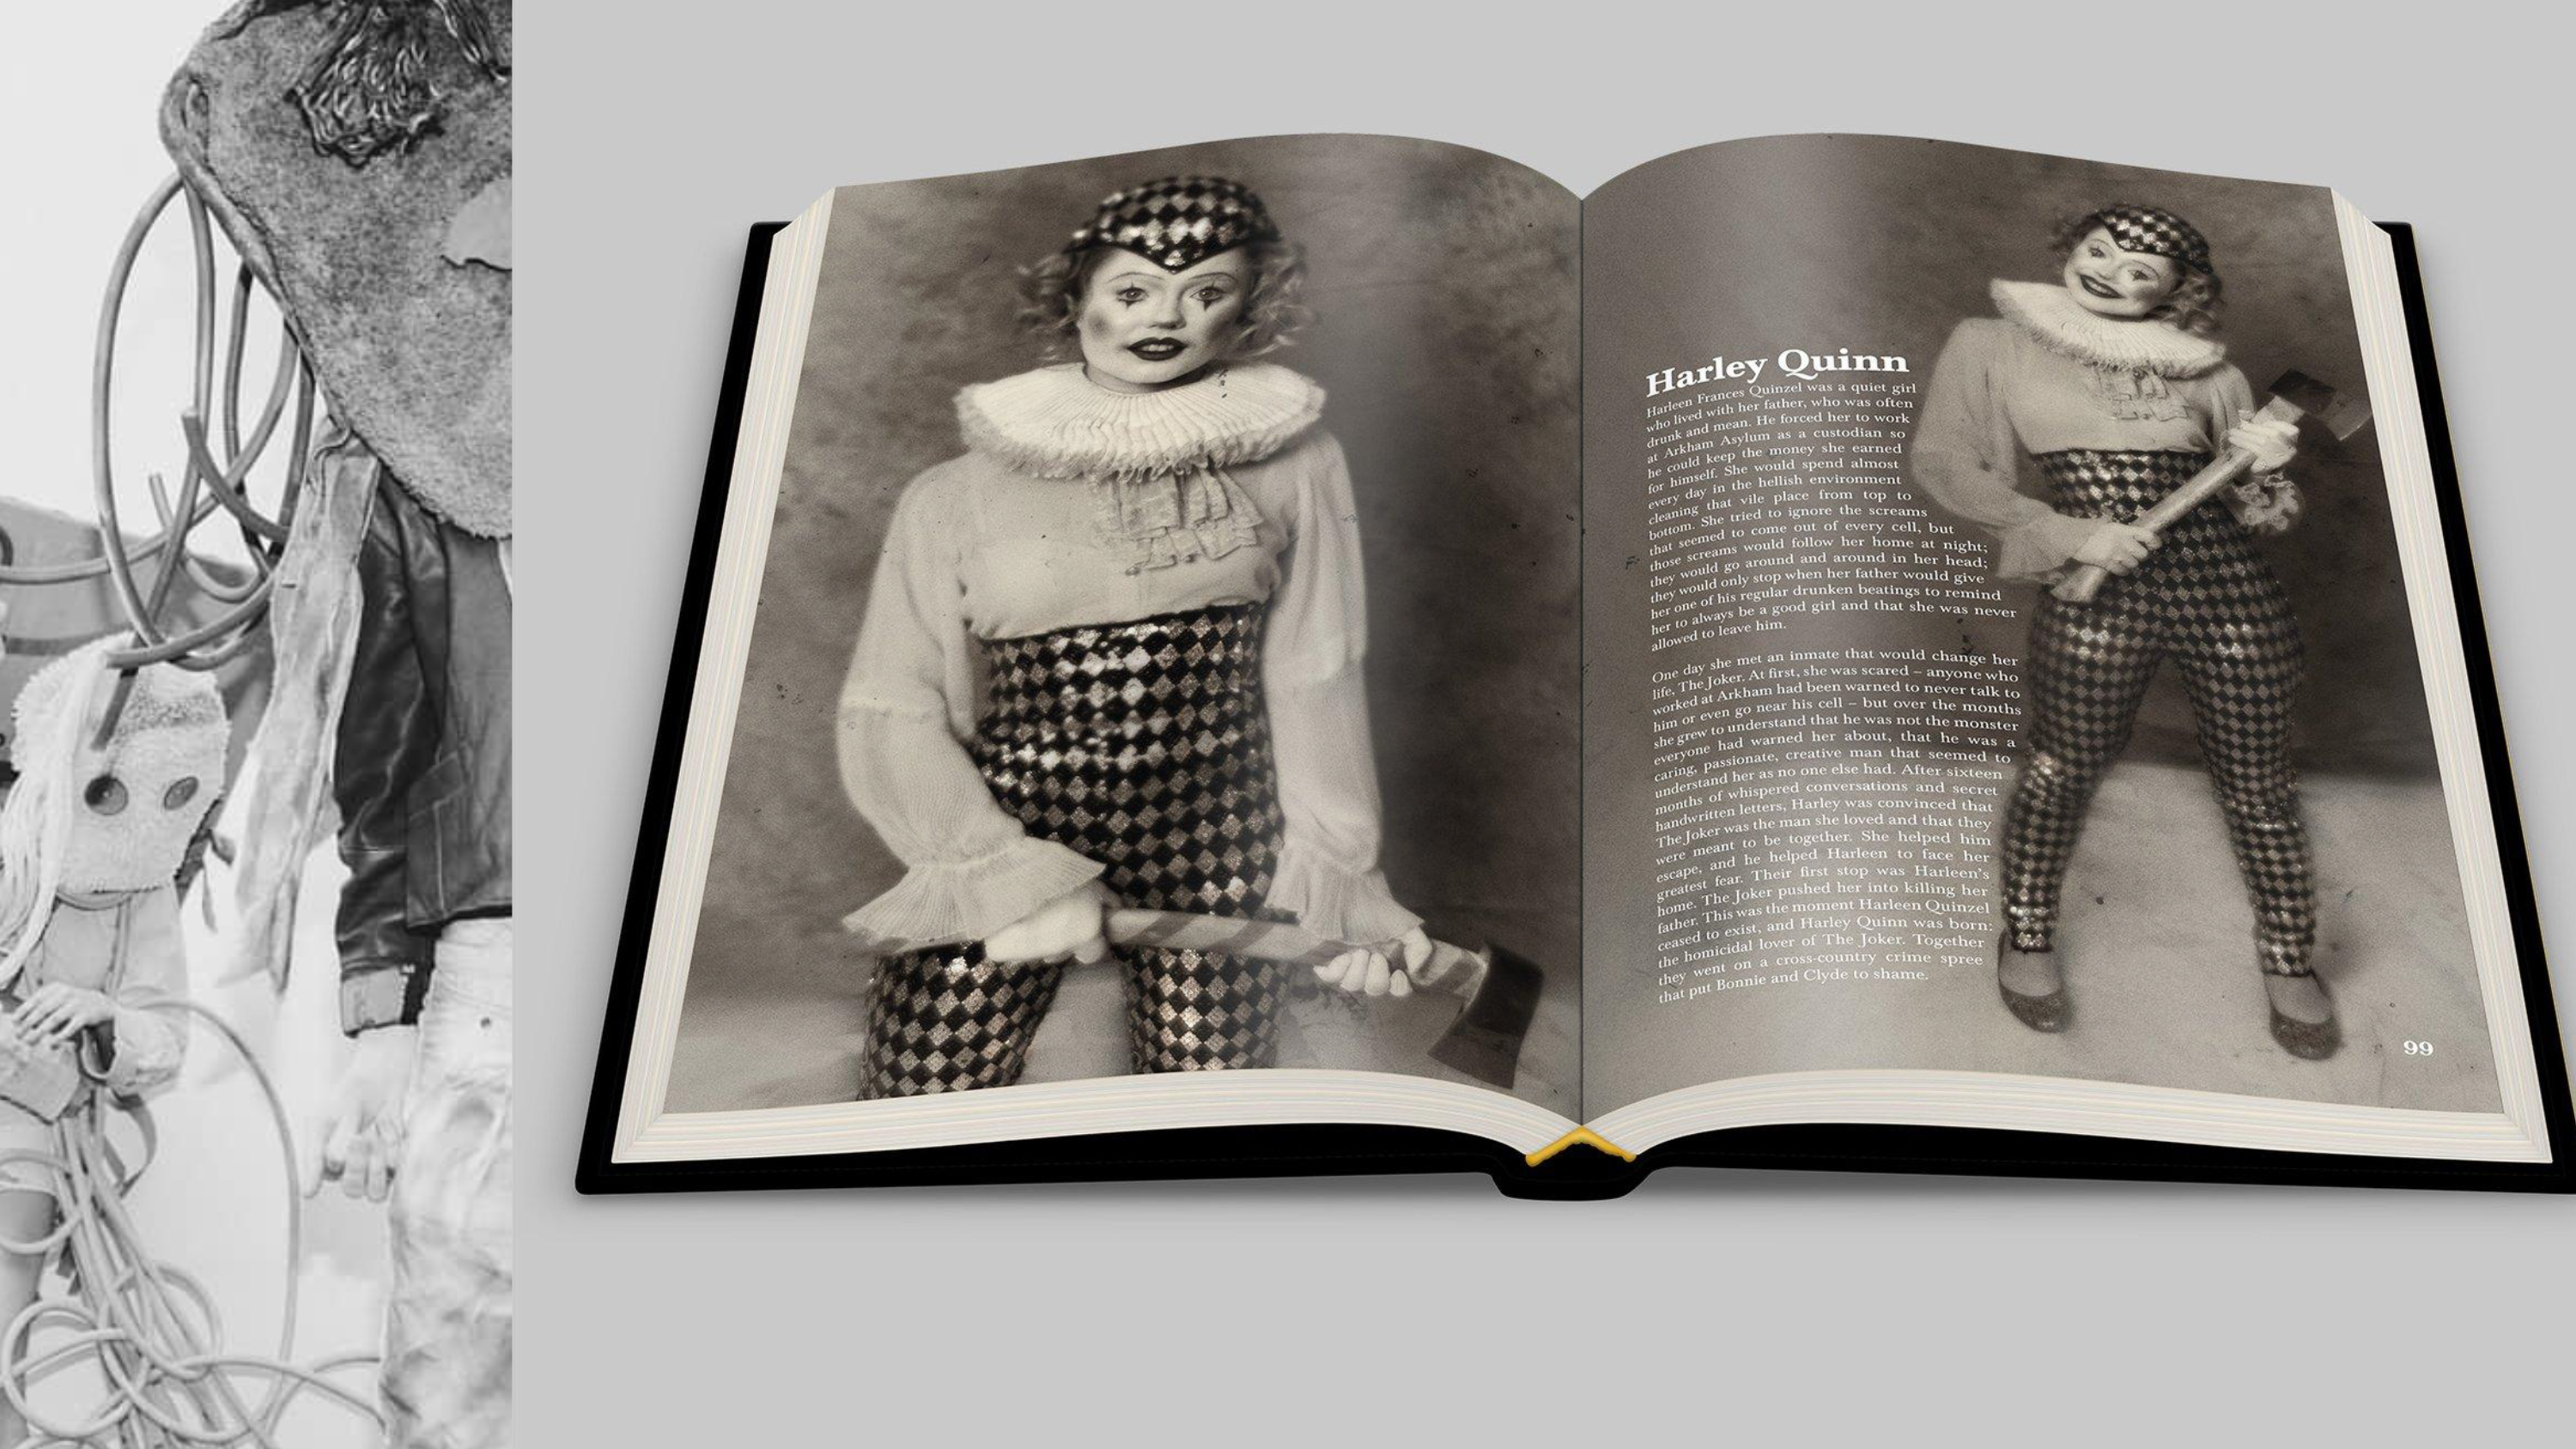 Harley Quinn
Harleen Frances Quinzel was a quiet girl
who lived with her father, who was often
drunk and mean. He forced her to work
at Arkham Asylum as a custodian so
he could keep the money she earned
for himself. She would spend almost
every day in the hellish environment
cleaning that vile place from top to
bottom. She tried to ignore the screams
that seemed to come out of every cell, but
those screams would follow her home at night;
they would go around and around in her head;
they would only stop when her father would give
her one of his regular drunken beatings to remind
her to always be a good girl and that she was never
allowed to leave him.
One day she met an inmate that would change her
life, The Joker. At first, she was scared – anyone who
worked at Arkham had been warned to never talk to
him or even go near his cell – but over the months
she grew to understand that he was not the monster
everyone had warned her about, that he was a
caring, passionate, creative man that seemed to
understand her as no one else had. After sixteen
months of whispered conversations and secret
handwritten letters, Harley was convinced that
The Joker was the man she loved and that they
were meant to be together. She helped him
escape, and he helped Harleen to face her
greatest fear. Their first stop was Harleen's
home. The Joker pushed her into killing her
father. This was the moment Harleen Quinzel
ceased to exist, and Harley Quinn was born:
the homicidal lover of The Joker. Together
they went on a cross-country crime spree
that put Bonnie and Clyde to shame.
99